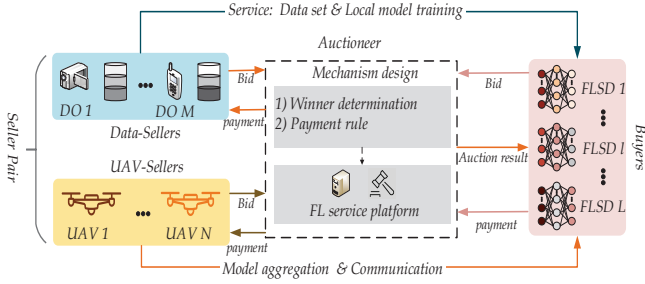 Service: Data set & Local model training
Auctioneer
Seller Pair
DO 1
DO M
Data-Sellers
Bid
payment
Mechanism design
1) Winner determination
2) Payment rule
Bid
FLSD 1
FLSD l
FLSD L
Buyers
Auction result
UAV-Sellers
UAV 1
UAV N
Bid
payment
FL service platform
payment
Model aggregation & Communication